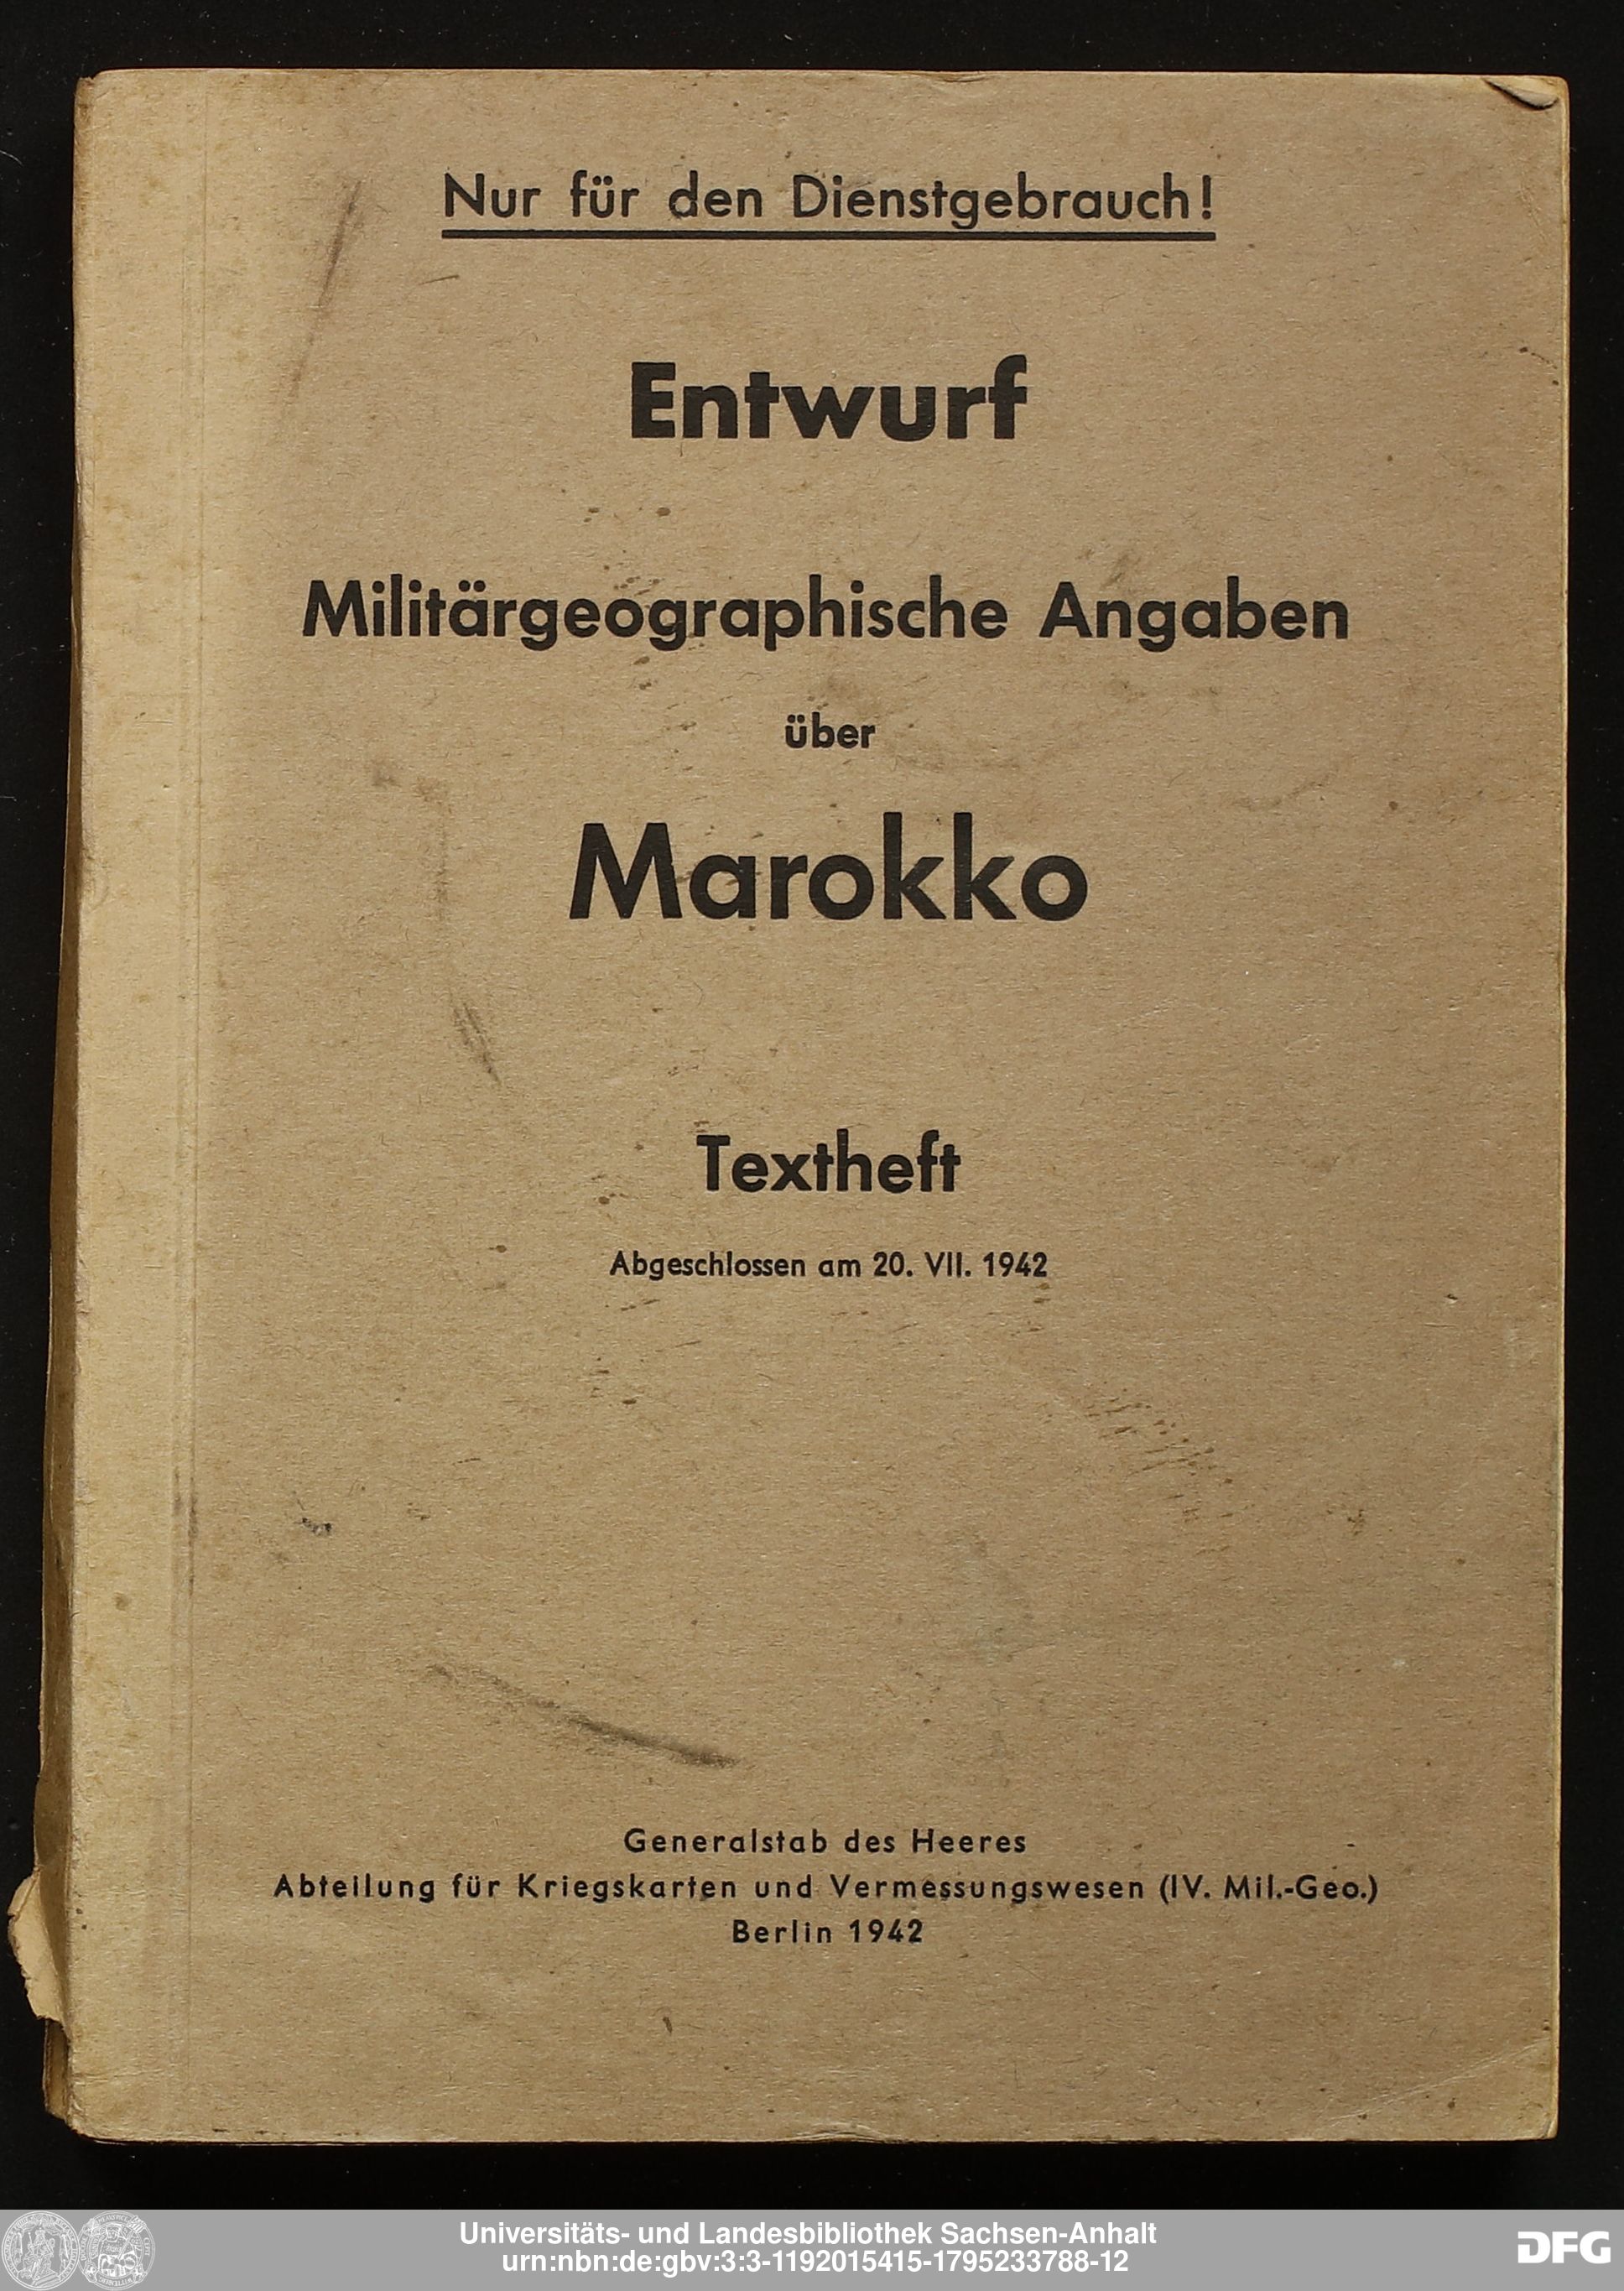 Nur für den Dienstgebrauch!
Entwurf
Militärgeographische Angaben
über
Marokko
Textheft
Abgeschlossen am 20. VII. 1942
Generalstab des Heeres
Abteilung für Kriegskarten und Vermessungswesen (IV. Mil.-Geo.)
Berlin 1942
Universitäts- und Landesbibliothek Sachsen-Anhalt
urn:nbn:de:gbv:3:3-1192015415-1795233788-12
DFG